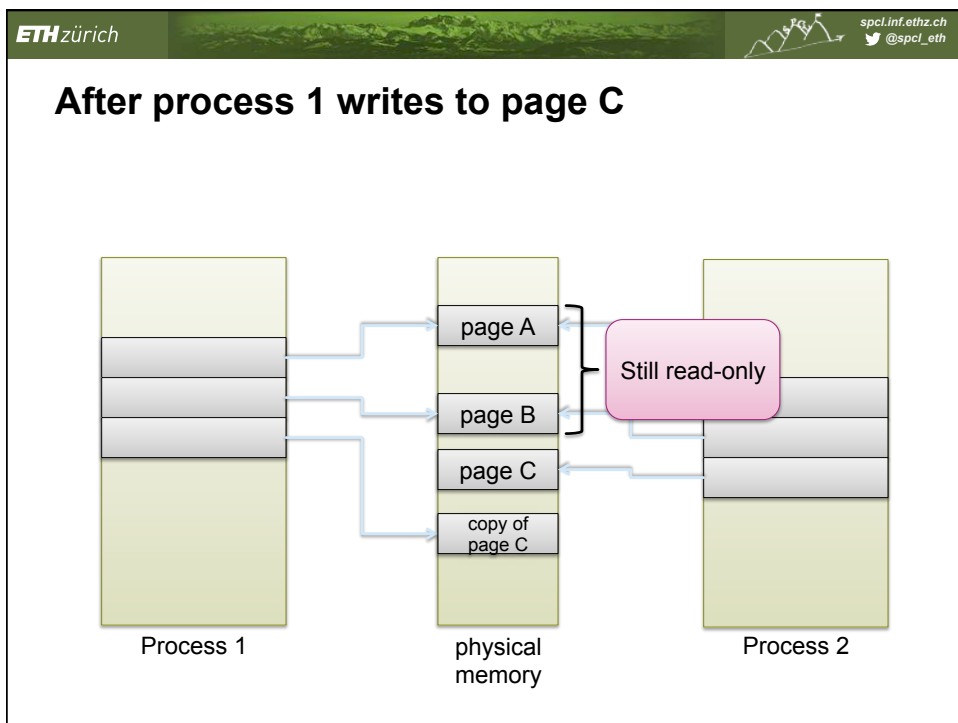 ETH zürich
spcl.inf.ethz.ch
@spcl_eth
After process 1 writes to page C
page A
Still read-only
page B
page C
copy of
page C
Process 1
physical
memory
Process 2